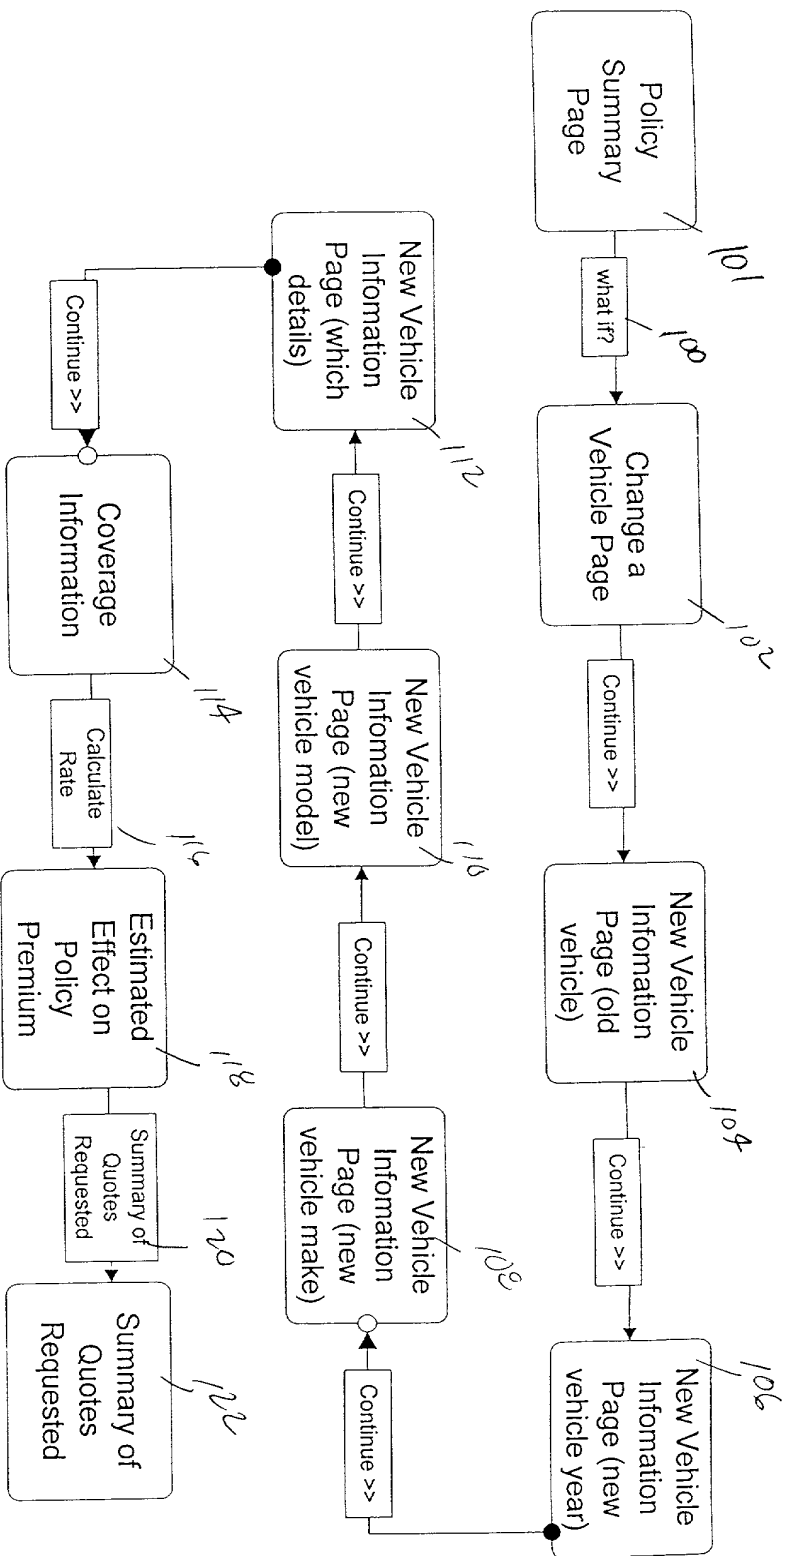 Policy
Summary
Page
101
what if?
100
Change a
Vehicle Page
102
Continue >>
New Vehicle
Infomation
Page (old
vehicle)
104
Continue >>
New Vehicle
Infomation
Page (new
vehicle year)
106
Continue >>
New Vehicle
Infomation
Page (new
vehicle make)
108
Continue >>
New Vehicle
Infomation
Page (new
vehicle model)
110
Continue >>
New Vehicle
Infomation
Page (which
details)
112
Continue >>
Coverage
Information
114
Calculate
Rate
116
Estimated
Effect on
Policy
Premium
118
Summary of
Quotes
Requested
120
Summary of
Quotes
Requested
122